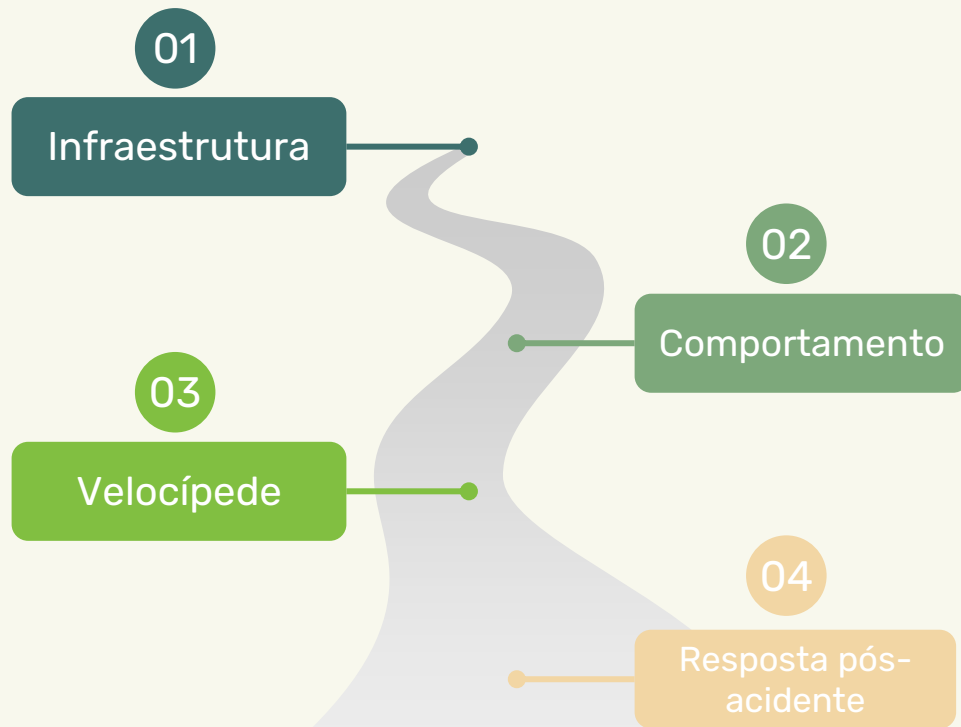 01
Infraestrutura
02
Comportamento
03
Velocípede
04
Resposta pós-
acidente